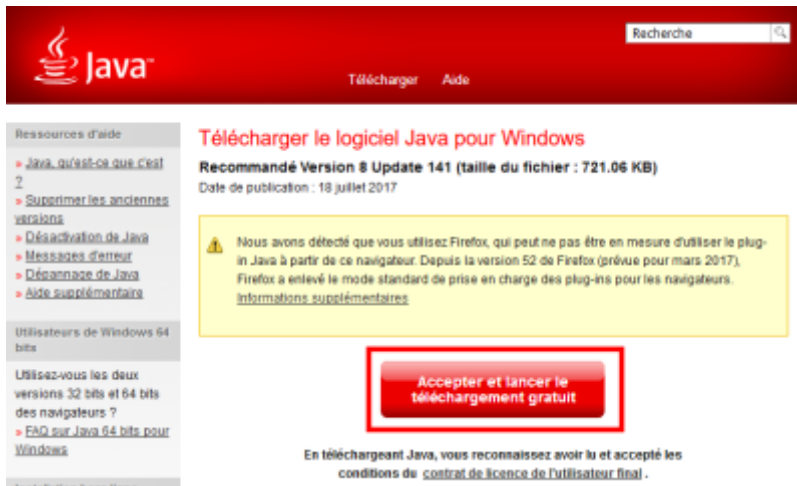 Recherche
Java™
Télécharger Aide
Ressources d'aide
» Java, qu'est-ce que c'est
?
» Supprimer les anciennes
versions
» Désactivation de Java
» Messages d'erreur
» Dépannage de Java
» Aide supplémentaire
Utilisateurs de Windows 64
bits
Utilisez-vous les deux
versions 32 bits et 64 bits
des navigateurs ?
» FAQ sur Java 64 bits pour
Windows
Télécharger le logiciel Java pour Windows
Recommandé Version 8 Update 141 (taille du fichier : 721.06 KB)
Date de publication : 18 juillet 2017
Nous avons détecté que vous utilisez Firefox, qui peut ne pas être en mesure d'utiliser le plug-
in Java à partir de ce navigateur. Depuis la version 52 de Firefox (prévue pour mars 2017),
Firefox a enlevé le mode standard de prise en charge des plug-ins pour les navigateurs.
Informations supplémentaires
Accepter et lancer le
téléchargement gratuit
En téléchargeant Java, vous reconnaissez avoir lu et accepté les
conditions du contrat de licence de l'utilisateur final .